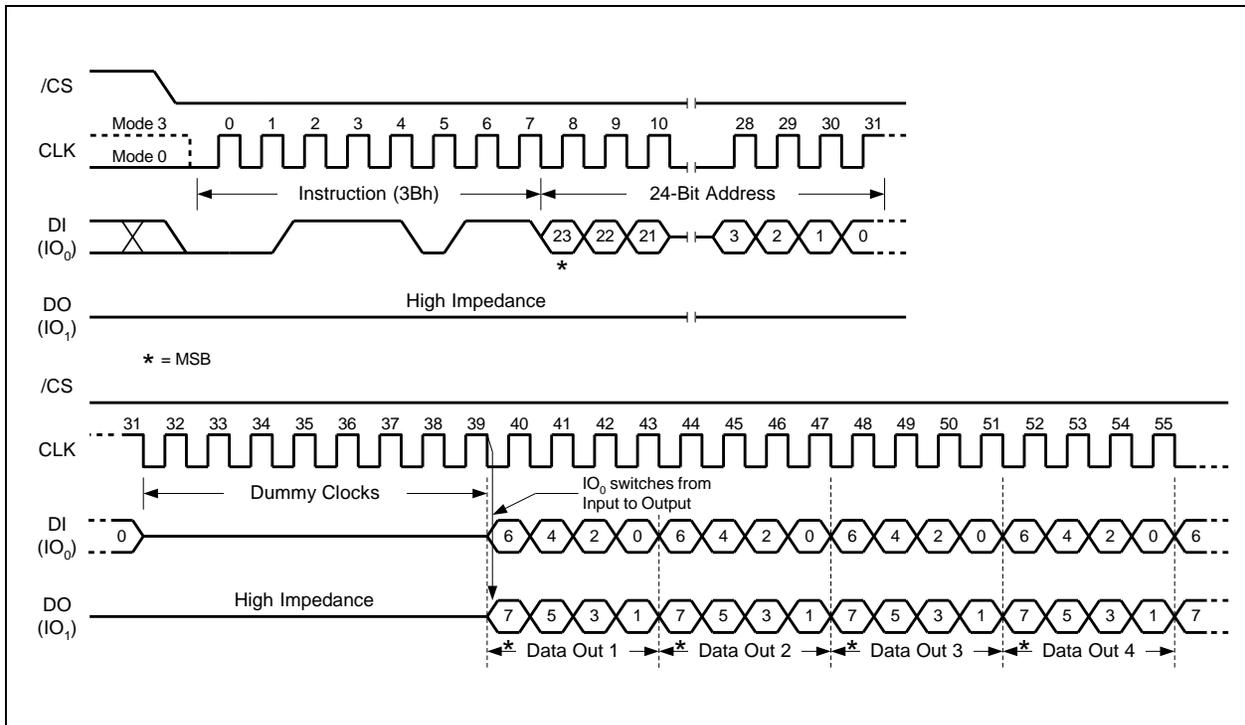 /CS
Mode 3 0 1 2 3 4 5 6 7 8 9 10 28 29 30 31
CLK
Mode 0
Instruction (3Bh) 24-Bit Address
DI
(IO0) 23 22 21 3 2 1 0
*
High Impedance
DO
(IO1)
* = MSB
/CS
31 32 33 34 35 36 37 38 39 40 41 42 43 44 45 46 47 48 49 50 51 52 53 54 55
CLK
Dummy Clocks
IO0 switches from
Input to Output
DI
(IO0) 0 6 4 2 0 6 4 2 0 6 4 2 0 6 4 2 0 6
High Impedance
DO
(IO1) 7 5 3 1 7 5 3 1 7 5 3 1 7 5 3 1 7
* Data Out 1 * Data Out 2 * Data Out 3 * Data Out 4